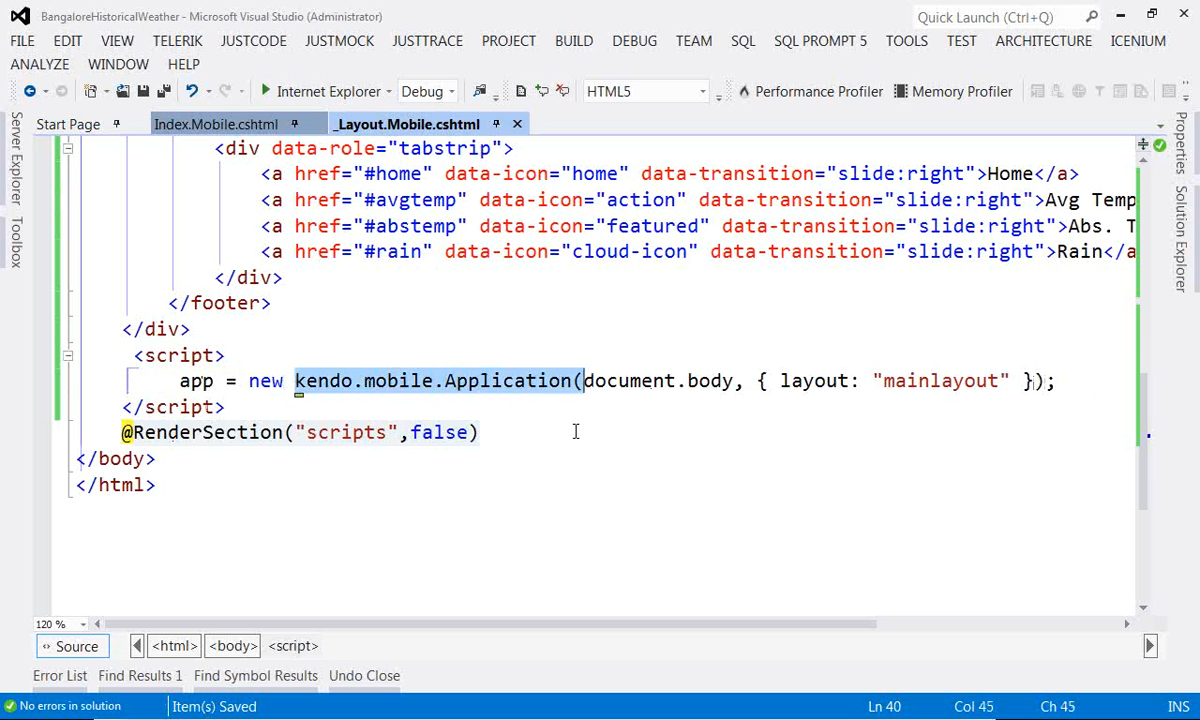 BangaloreHistoricalWeather - Microsoft Visual Studio (Administrator)
Quick Launch (Ctrl+Q)
FILE EDIT VIEW TELERIK JUSTCODE JUSTMOCK JUSTTRACE PROJECT BUILD DEBUG TEAM SQL SQL PROMPT 5 TOOLS TEST ARCHITECTURE ICENIUM
ANALYZE WINDOW HELP
Internet Explorer Debug HTML5 Performance Profiler Memory Profiler
Start Page Index.Mobile.cshtml _Layout.Mobile.cshtml
Server Explorer
Toolbox
Properties
Solution Explorer
<div data-role="tabstrip">
<a href="#home" data-icon="home" data-transition="slide:right">Home</a>
<a href="#avgtemp" data-icon="action" data-transition="slide:right">Avg Temp
<a href="#abstemp" data-icon="featured" data-transition="slide:right">Abs. T
<a href="#rain" data-icon="cloud-icon" data-transition="slide:right">Rain</a
</div>
</footer>
</div>
<script>
app = new kendo.mobile.Application(document.body, { layout: "mainlayout" });
</script>
@RenderSection("scripts",false)
</body>
</html>
120 %
Source <html> <body> <script>
Error List Find Results 1 Find Symbol Results Undo Close
No errors in solution Item(s) Saved Ln 40 Col 45 Ch 45 INS